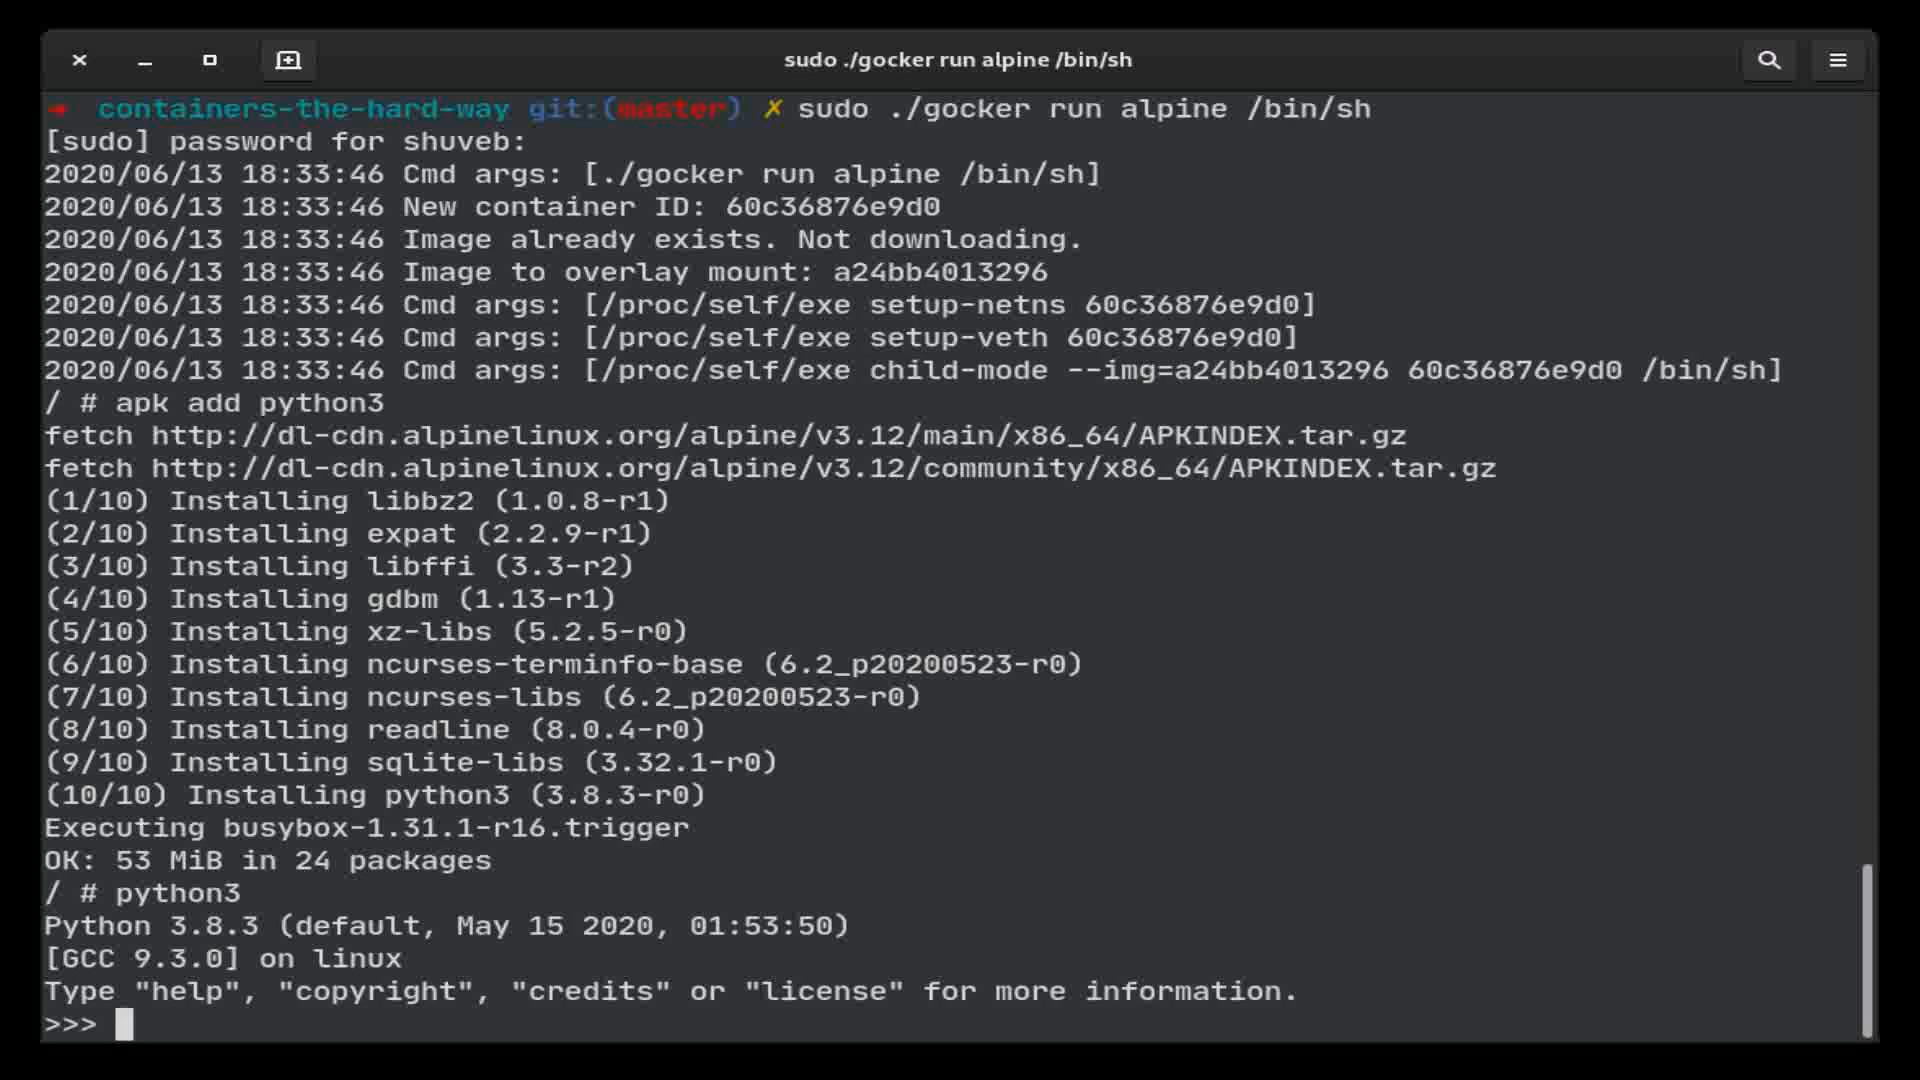 sudo ./gocker run alpine /bin/sh
➜  containers-the-hard-way git:(master) ✗ sudo ./gocker run alpine /bin/sh
[sudo] password for shuveb:
2020/06/13 18:33:46 Cmd args: [./gocker run alpine /bin/sh]
2020/06/13 18:33:46 New container ID: 60c36876e9d0
2020/06/13 18:33:46 Image already exists. Not downloading.
2020/06/13 18:33:46 Image to overlay mount: a24bb4013296
2020/06/13 18:33:46 Cmd args: [/proc/self/exe setup-netns 60c36876e9d0]
2020/06/13 18:33:46 Cmd args: [/proc/self/exe setup-veth 60c36876e9d0]
2020/06/13 18:33:46 Cmd args: [/proc/self/exe child-mode --img=a24bb4013296 60c36876e9d0 /bin/sh]
/ # apk add python3
fetch http://dl-cdn.alpinelinux.org/alpine/v3.12/main/x86_64/APKINDEX.tar.gz
fetch http://dl-cdn.alpinelinux.org/alpine/v3.12/community/x86_64/APKINDEX.tar.gz
(1/10) Installing libbz2 (1.0.8-r1)
(2/10) Installing expat (2.2.9-r1)
(3/10) Installing libffi (3.3-r2)
(4/10) Installing gdbm (1.13-r1)
(5/10) Installing xz-libs (5.2.5-r0)
(6/10) Installing ncurses-terminfo-base (6.2_p20200523-r0)
(7/10) Installing ncurses-libs (6.2_p20200523-r0)
(8/10) Installing readline (8.0.4-r0)
(9/10) Installing sqlite-libs (3.32.1-r0)
(10/10) Installing python3 (3.8.3-r0)
Executing busybox-1.31.1-r16.trigger
OK: 53 MiB in 24 packages
/ # python3
Python 3.8.3 (default, May 15 2020, 01:53:50)
[GCC 9.3.0] on linux
Type "help", "copyright", "credits" or "license" for more information.
>>>